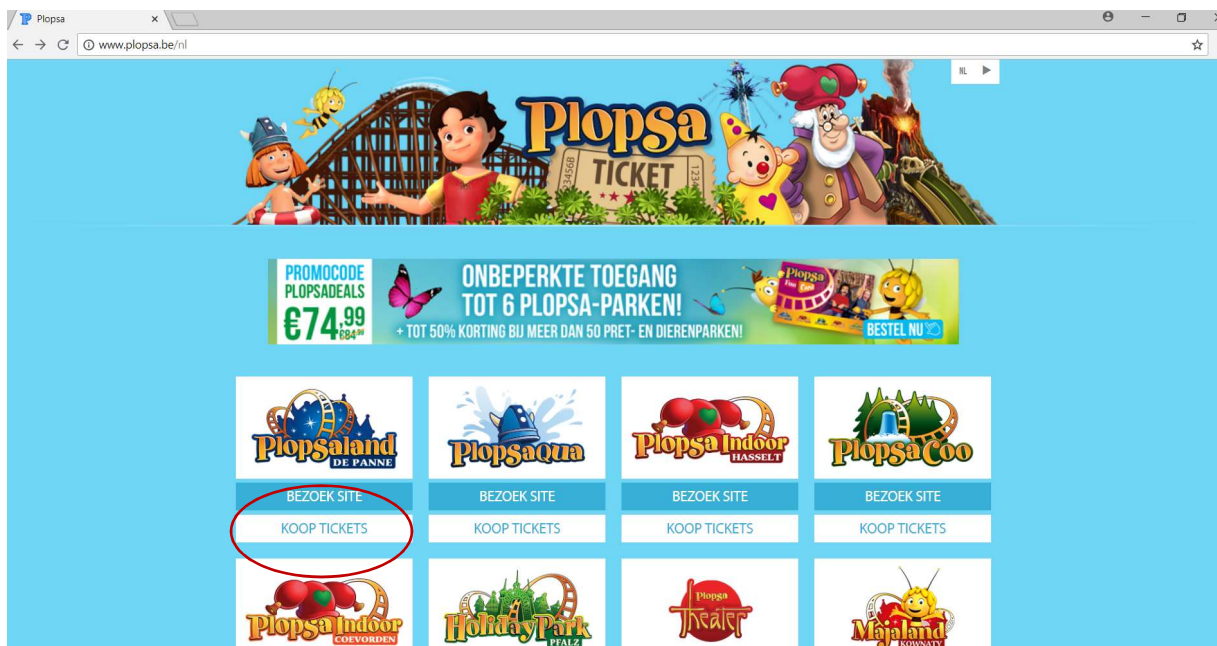 Plopsa
www.plopsa.be/nl
NL
Plopsa
TICKET
123456B
1234
PROMOCODE
PLOPSADEALS
€74,99
€84,99
ONBEPERKTE TOEGANG
TOT 6 PLOPSA-PARKEN!
+ TOT 50% KORTING BIJ MEER DAN 50 PRET- EN DIERENPARKEN!
Plopsa
BESTEL NU
Plopsaland
DE PANNE
Plopsaqua
Plopsa Indoor
HASSELT
Plopsa Coo
BEZOEK SITE
BEZOEK SITE
BEZOEK SITE
BEZOEK SITE
KOOP TICKETS
KOOP TICKETS
KOOP TICKETS
KOOP TICKETS
Plopsa Indoor
COEVORDEN
Holiday Park
PFALZ
Plopsa
Theater
Majaland
KOWNATY